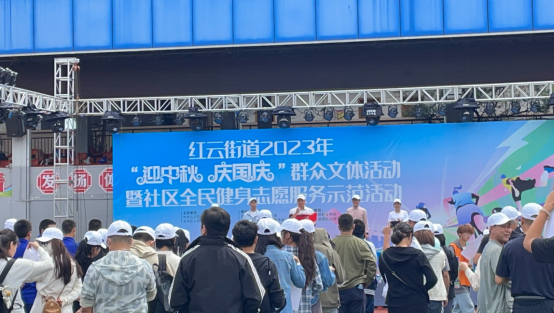 红云街道2023年
“迎中秋 庆国庆”群众文体活动
暨社区全民健身志愿服务示范活动